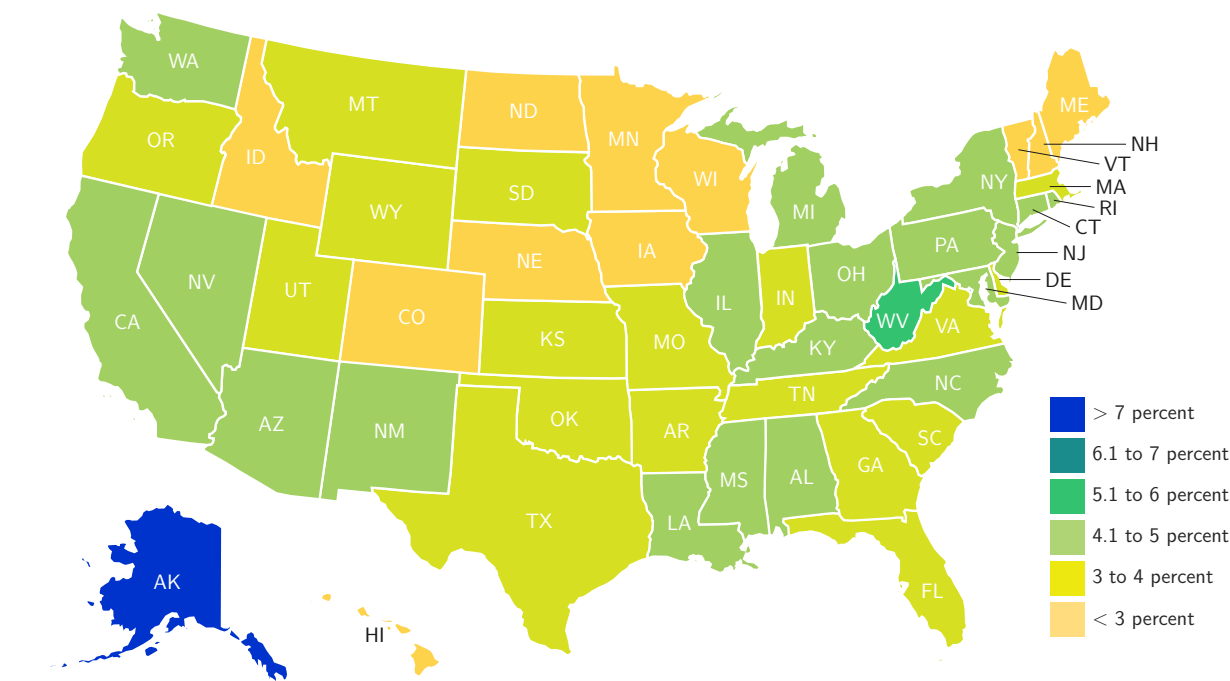 WA
MT
ND
MN
ME
OR
ID
WI
NH
VT
SD
WY
MI
NY
MA
RI
CT
NV
UT
NE
IA
PA
NJ
OH
DE
CA
CO
IL
IN
WV
MD
VA
KS
MO
KY
NC
AZ
NM
OK
AR
TN
SC
MS
AL
GA
TX
LA
AK
HI
FL
> 7 percent
6.1 to 7 percent
5.1 to 6 percent
4.1 to 5 percent
3 to 4 percent
< 3 percent